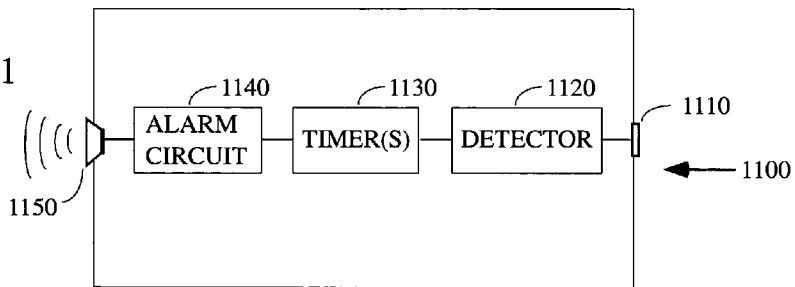 1
1140
1130
1120
1110
ALARM
CIRCUIT
TIMER(S)
DETECTOR
1150
1100